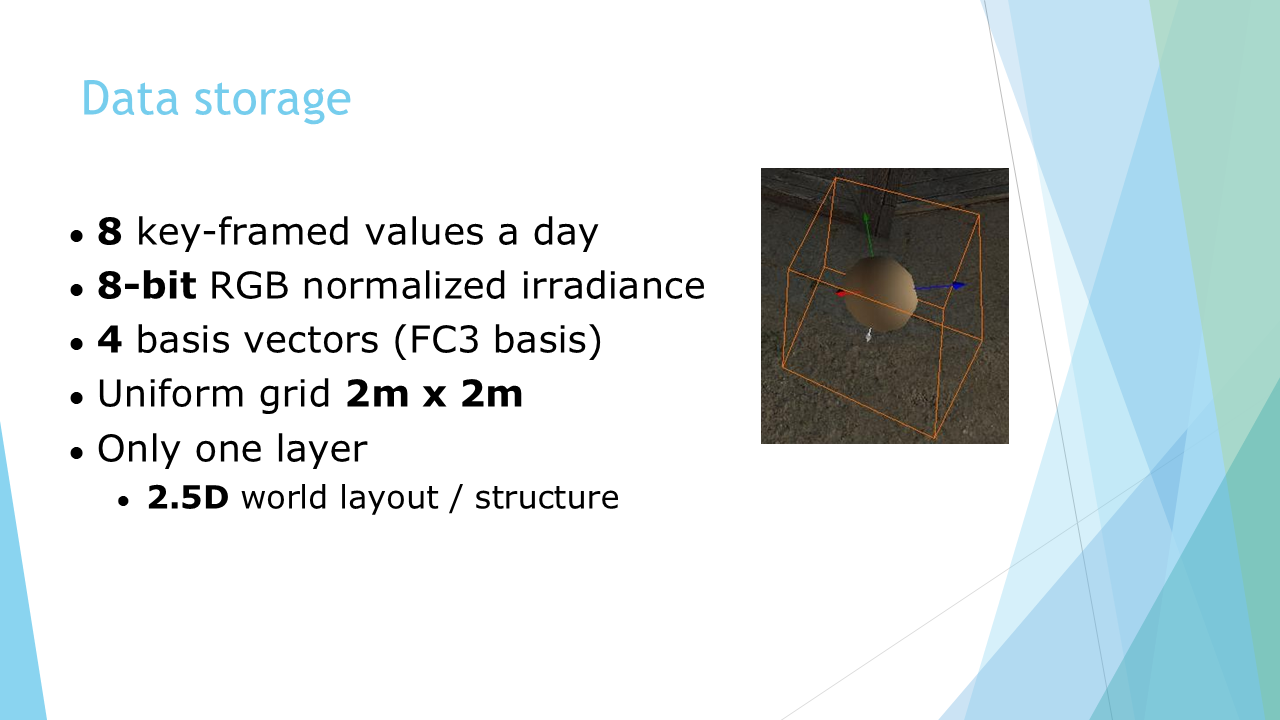 Data storage
● 8 key-framed values a day
● 8-bit RGB normalized irradiance
● 4 basis vectors (FC3 basis)
● Uniform grid 2m x 2m
● Only one layer
● 2.5D world layout / structure